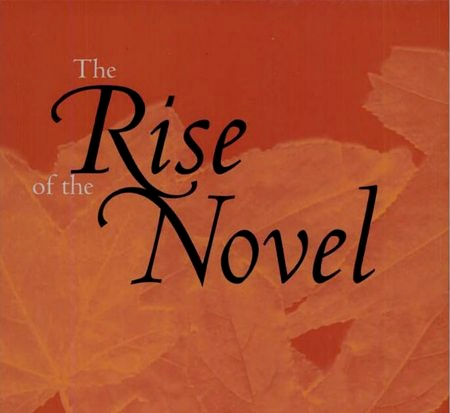 The
Rise
of the
Novel